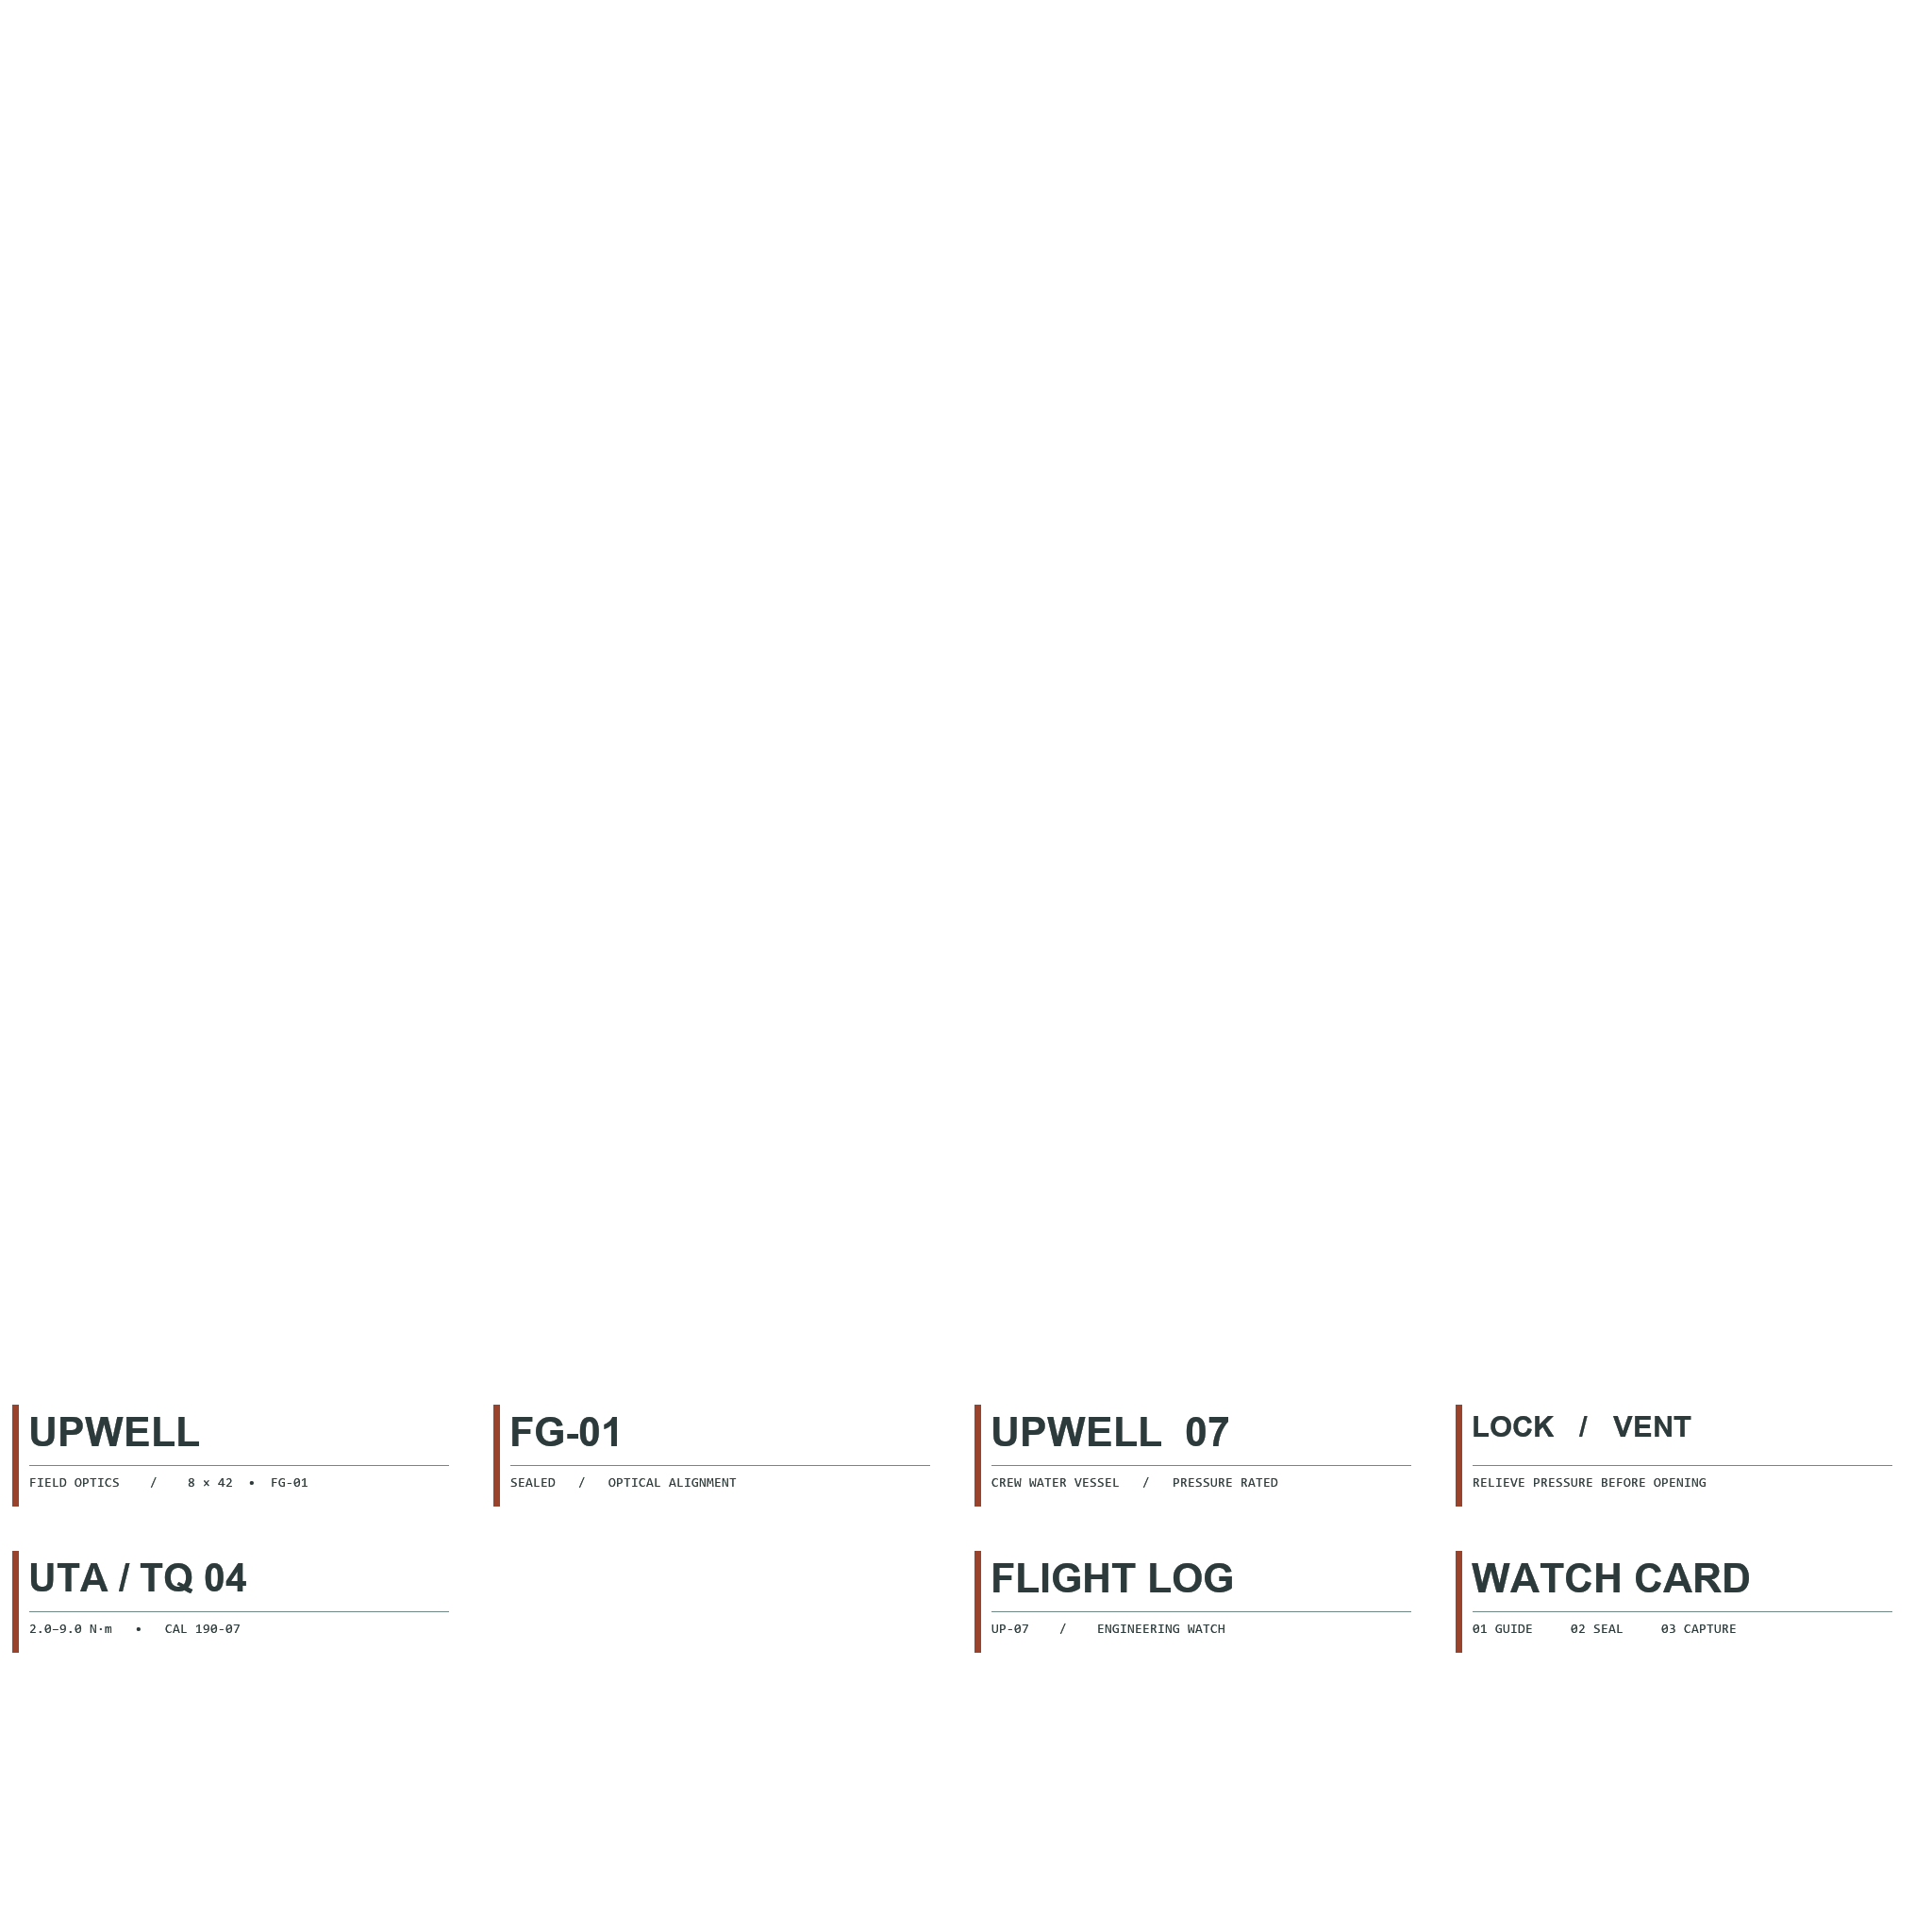 UPWELL
FIELD OPTICS / 8 × 42 • FG-01
FG-01
SEALED / OPTICAL ALIGNMENT
UPWELL 07
CREW WATER VESSEL / PRESSURE RATED
LOCK / VENT
RELIEVE PRESSURE BEFORE OPENING
UTA / TQ 04
2.0–9.0 N·m • CAL 190-07
FLIGHT LOG
UP-07 / ENGINEERING WATCH
WATCH CARD
01 GUIDE 02 SEAL 03 CAPTURE